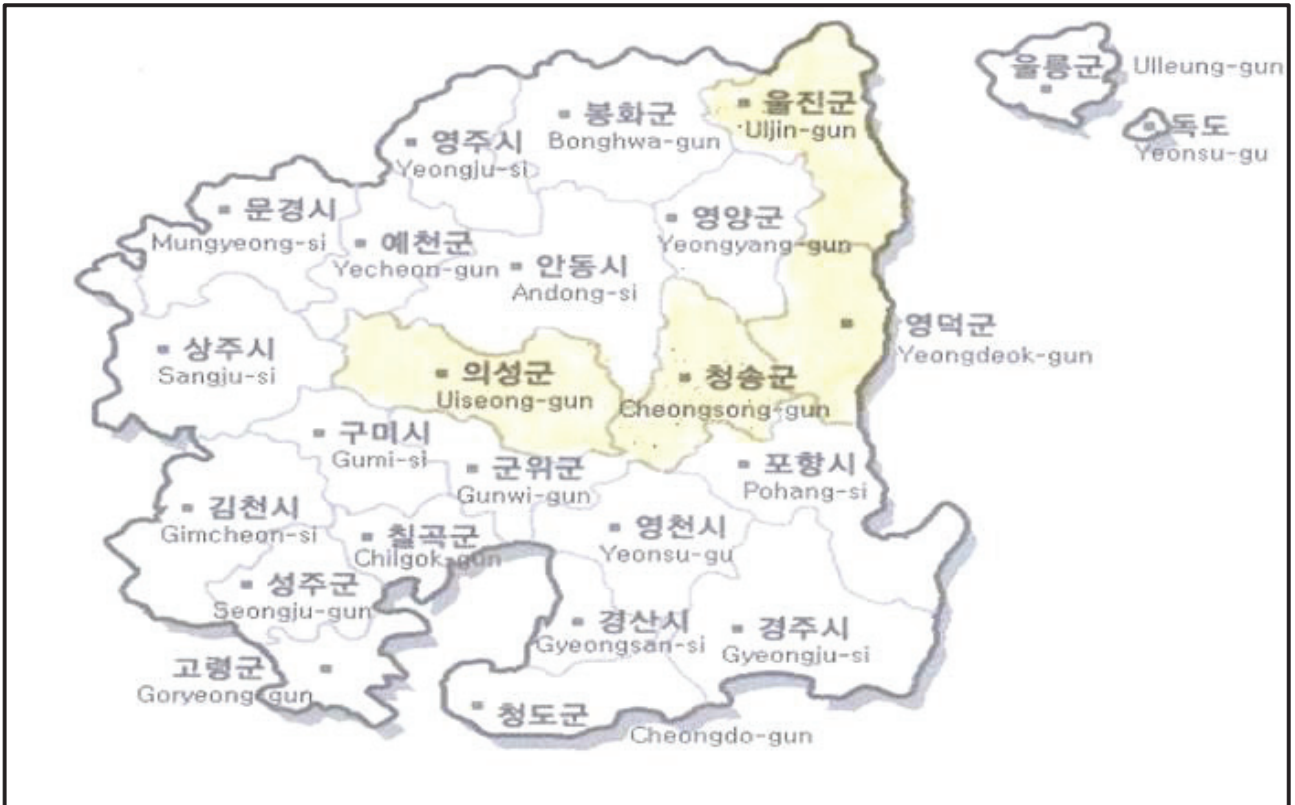 울릉군 Ulleung-gun
독도
Yeonsu-gu
울진군
Uljin-gun
봉화군
Bonghwa-gun
영주시
Yeongju-si
문경시
Mungyeong-si
영양군
Yeongyang-gun
예천군
Yecheon-gun
안동시
Andong-si
영덕군
Yeongdeok-gun
상주시
Sangju-si
의성군
Uiseong-gun
청송군
Cheongsong-gun
구미시
Gumi-si
군위군
Gunwi-gun
포항시
Pohang-si
김천시
Gimcheon-si
칠곡군
Chilgok-gun
영천시
Yeonsu-gu
성주군
Seongju-gun
경산시
Gyeongsan-si
경주시
Gyeongju-si
고령군
Goryeong-gun
청도군
Cheongdo-gun